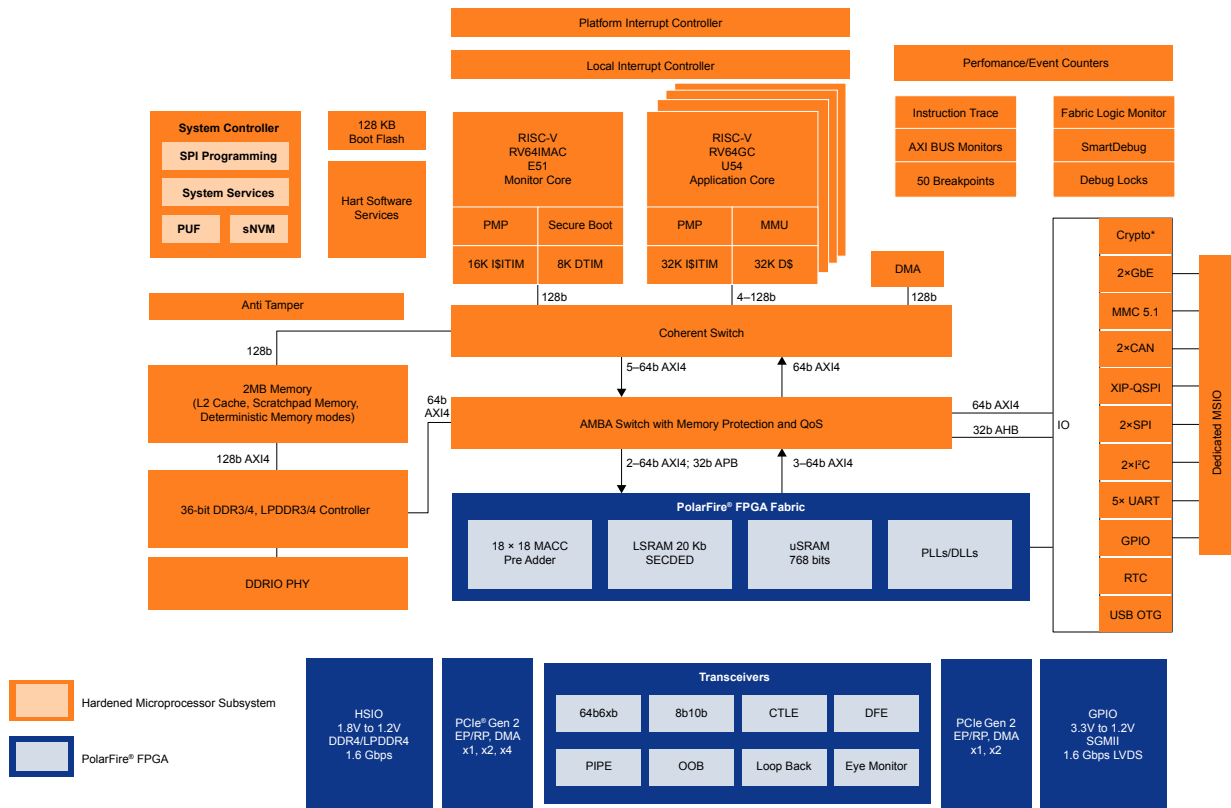 Platform Interrupt Controller
Local Interrupt Controller
Perfomance/Event Counters
System Controller
SPI Programming
System Services
PUF
sNVM
128 KB
Boot Flash
Hart Software
Services
RISC-V
RV64IMAC
E51
Monitor Core
PMP
Secure Boot
16K I$ITIM
8K DTIM
RISC-V
RV64GC
U54
Application Core
PMP
MMU
32K I$ITIM
32K D$
Instruction Trace
AXI BUS Monitors
50 Breakpoints
Fabric Logic Monitor
SmartDebug
Debug Locks
DMA
128b
4–128b
128b
Anti Tamper
Coherent Switch
128b
5–64b AXI4
64b AXI4
2MB Memory
(L2 Cache, Scratchpad Memory,
Deterministic Memory modes)
64b
AXI4
AMBA Switch with Memory Protection and QoS
64b AXI4
32b AHB
IO
128b AXI4
2–64b AXI4; 32b APB
3–64b AXI4
36-bit DDR3/4, LPDDR3/4 Controller
DDRIO PHY
PolarFire® FPGA Fabric
18 × 18 MACC
Pre Adder
LSRAM 20 Kb
SECDED
uSRAM
768 bits
PLLs/DLLs
Crypto*
2×GbE
MMC 5.1
2×CAN
XIP-QSPI
2×SPI
2×I²C
5× UART
GPIO
RTC
USB OTG
Dedicated MSIO
Hardened Microprocessor Subsystem
PolarFire® FPGA
HSIO
1.8V to 1.2V
DDR4/LPDDR4
1.6 Gbps
PCIe® Gen 2
EP/RP, DMA
x1, x2, x4
Transceivers
64b6xb
8b10b
CTLE
DFE
PIPE
OOB
Loop Back
Eye Monitor
PCIe Gen 2
EP/RP, DMA
x1, x2
GPIO
3.3V to 1.2V
SGMII
1.6 Gbps LVDS